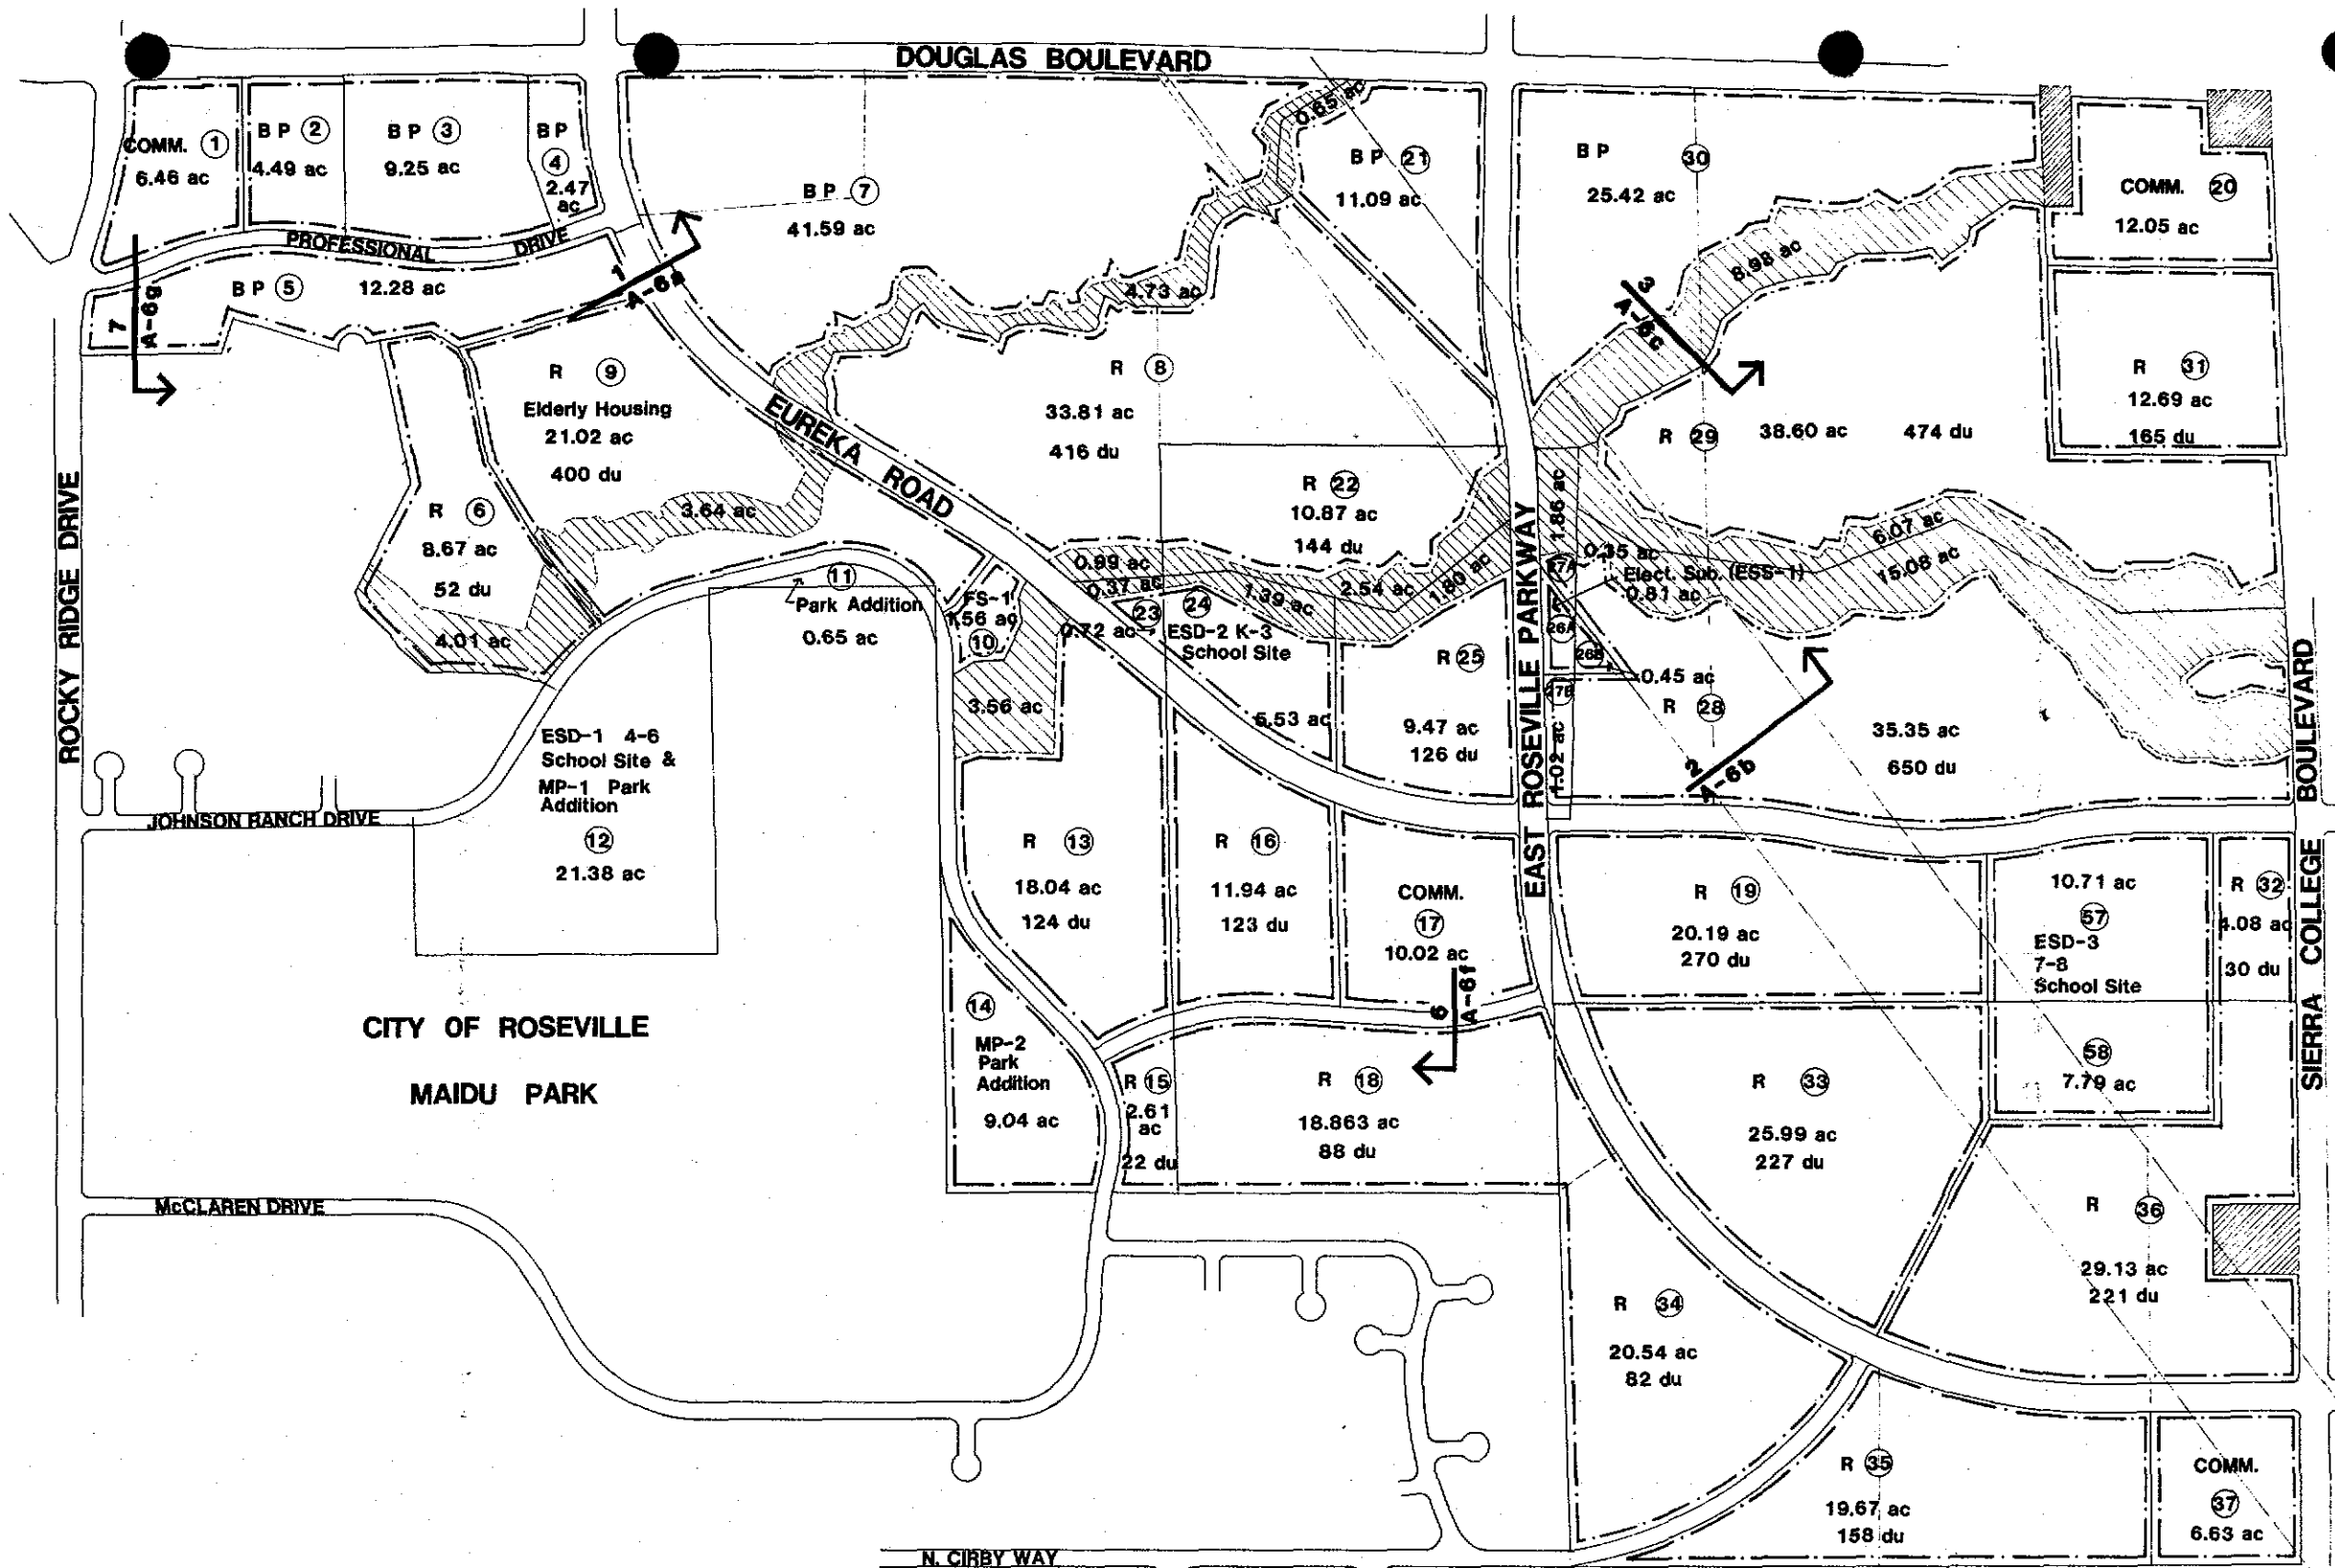 DOUGLAS BOULEVARD
COMM. 1
6.46 ac
B P 2
4.49 ac
B P 3
9.25 ac
B P
4
2.47
ac
PROFESSIONAL DRIVE
B P 5 12.28 ac
7
A-6g
1
A-6a
B P 7
41.59 ac
0.65 ac
B P 21
11.09 ac
B P 30
25.42 ac
COMM. 20
12.05 ac
8.98 ac
3
A-6c
4.73 ac
R 31
12.69 ac
165 du
R 9
Elderly Housing
21.02 ac
400 du
R 8
33.81 ac
416 du
R 29 38.60 ac 474 du
EUREKA ROAD
R 6
8.67 ac
52 du
4.01 ac
3.64 ac
R 22
10.87 ac
144 du
0.99 ac
0.37 ac
1.39 ac
2.54 ac
1.80 ac
1.86 ac
6.07 ac
15.08 ac
0.35 ac
27A
Elect. Sub. (ESS-1)
0.81 ac
26A
26B
0.45 ac
27B
1.02 ac
11
Park Addition
0.65 ac
FS-1
1.56 ac
10
3.56 ac
23
0.72 ac
24
ESD-2 K-3
School Site
6.53 ac
R 25
9.47 ac
126 du
R 28
35.35 ac
650 du
2
A-6b
ROCKY RIDGE DRIVE
EAST ROSEVILLE PARKWAY
SIERRA COLLEGE BOULEVARD
ESD-1 4-6
School Site &
MP-1 Park
Addition
12
21.38 ac
JOHNSON RANCH DRIVE
R 13
18.04 ac
124 du
R 16
11.94 ac
123 du
COMM.
17
10.02 ac
R 19
20.19 ac
270 du
10.71 ac
57
ESD-3
7-8
School Site
58
7.79 ac
R 32
4.08 ac
30 du
6
A-6f
CITY OF ROSEVILLE
MAIDU PARK
14
MP-2
Park
Addition
9.04 ac
R 15
2.61
ac
22 du
R 18
18.863 ac
88 du
R 33
25.99 ac
227 du
R 36
29.13 ac
221 du
McCLAREN DRIVE
R 34
20.54 ac
82 du
R 35
19.67 ac
158 du
COMM.
37
6.63 ac
N. CIRBY WAY